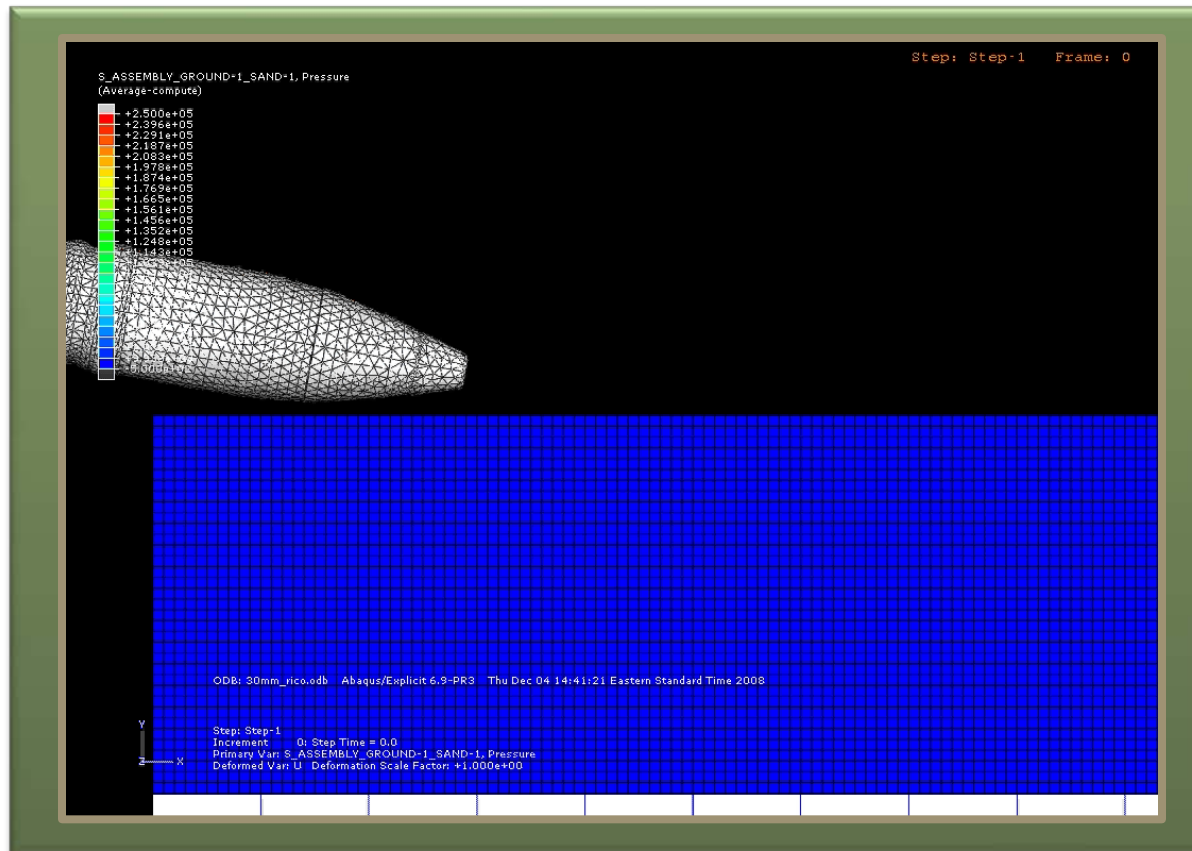 Step: Step-1 Frame: 0
S_ASSEMBLY_GROUND-1_SAND-1, Pressure
(Average-compute)
+2.500e+05
+2.396e+05
+2.291e+05
+2.187e+05
+2.083e+05
+1.978e+05
+1.874e+05
+1.769e+05
+1.665e+05
+1.561e+05
+1.456e+05
+1.352e+05
+1.248e+05
+1.143e+05
ODB: 30mm_rico.odb Abaqus/Explicit 6.9-PR3 Thu Dec 04 14:41:21 Eastern Standard Time 2008
Y
Z X
Step: Step-1
Increment 0: Step Time = 0.0
Primary Var: S_ASSEMBLY_GROUND-1_SAND-1, Pressure
Deformed Var: U Deformation Scale Factor: +1.000e+00